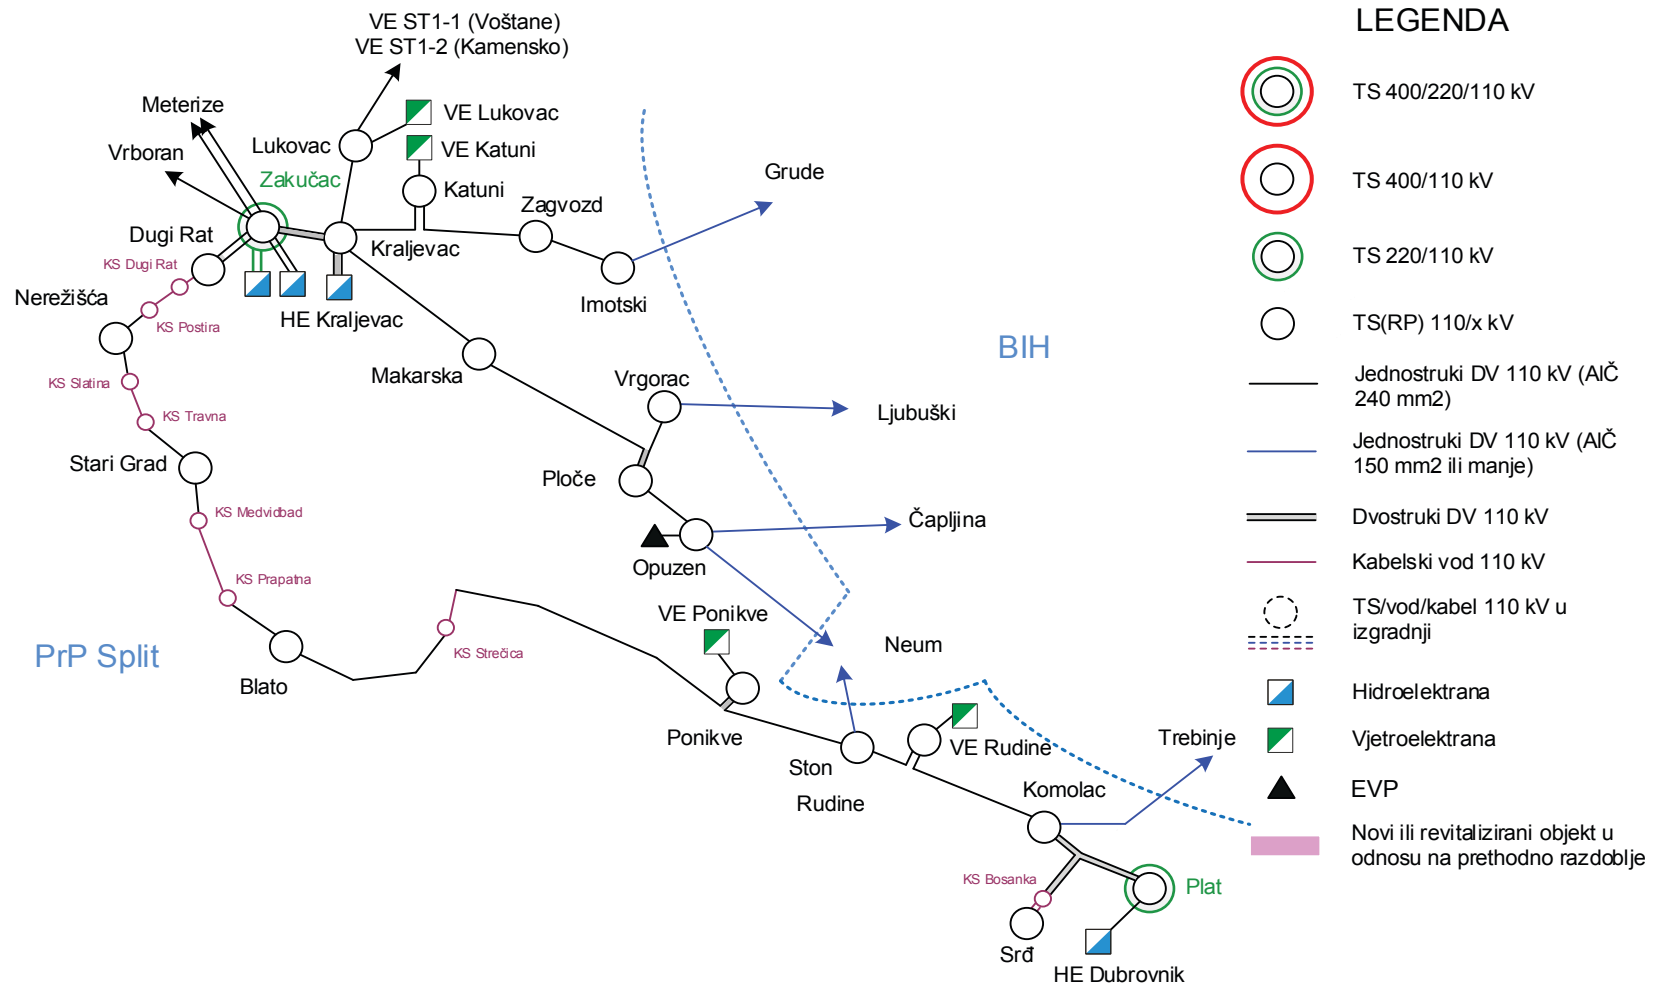 VE ST1-1 (Voštane)
VE ST1-2 (Kamensko)
Meterize
VE Lukovac
Lukovac
VE Katuni
Vrboran
Zakučac
Katuni
Zagvozd
Grude
Dugi Rat
Kraljevac
KS Dugi Rat
Nerežišća
Imotski
HE Kraljevac
KS Postira
BIH
Makarska
Vrgorac
KS Slatina
KS Travna
Ljubuški
Stari Grad
Ploče
KS Medvidbad
Čapljina
Opuzen
KS Prapatna
VE Ponikve
Neum
KS Strečica
PrP Split
Blato
Ponikve
VE Rudine
Trebinje
Ston
Komolac
Rudine
KS Bosanka
Plat
Srđ
HE Dubrovnik
LEGENDA
TS 400/220/110 kV
TS 400/110 kV
TS 220/110 kV
TS(RP) 110/x kV
Jednostruki DV 110 kV (AlČ
240 mm2)
Jednostruki DV 110 kV (AlČ
150 mm2 ili manje)
Dvostruki DV 110 kV
Kabelski vod 110 kV
TS/vod/kabel 110 kV u
izgradnji
Hidroelektrana
Vjetroelektrana
EVP
Novi ili revitalizirani objekt u
odnosu na prethodno razdoblje